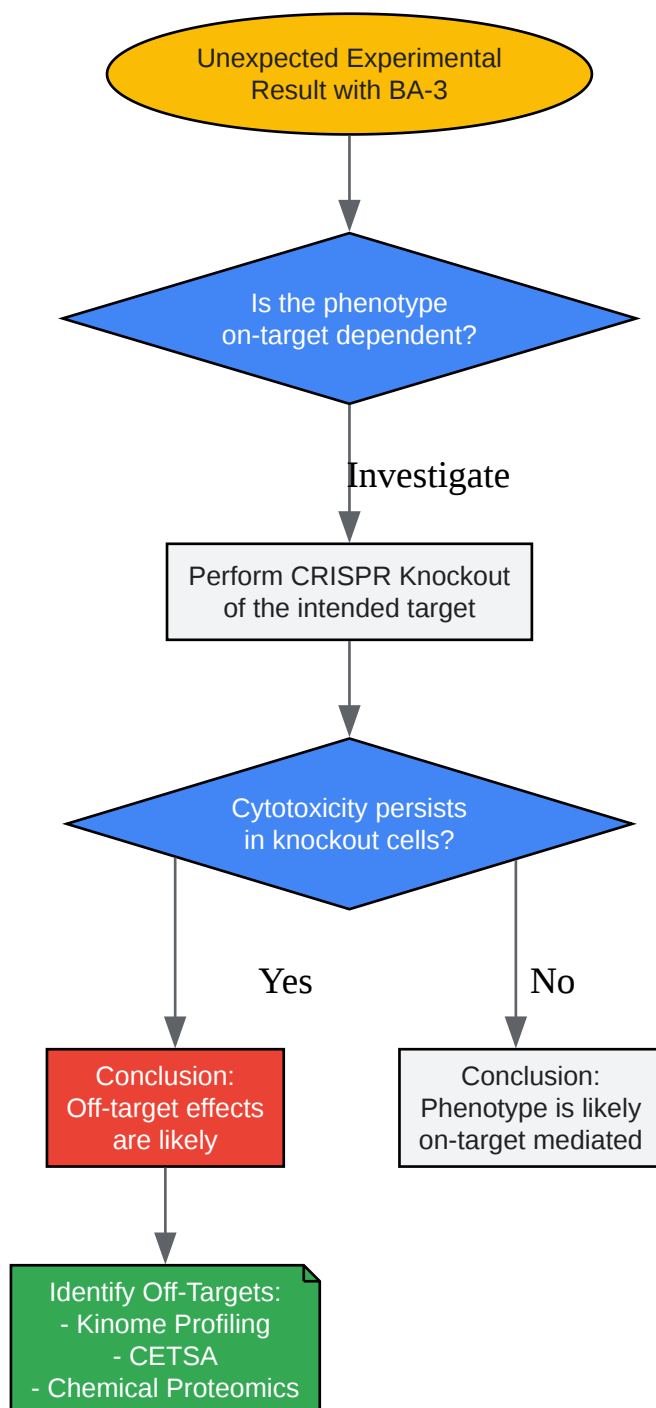 Unexpected Experimental
Result with BA-3
Is the phenotype
on-target dependent?
Investigate
Perform CRISPR Knockout
of the intended target
Cytotoxicity persists
in knockout cells?
Yes
No
Conclusion:
Off-target effects
are likely
Conclusion:
Phenotype is likely
on-target mediated
Identify Off-Targets:
- Kinome Profiling
- CETSA
- Chemical Proteomics